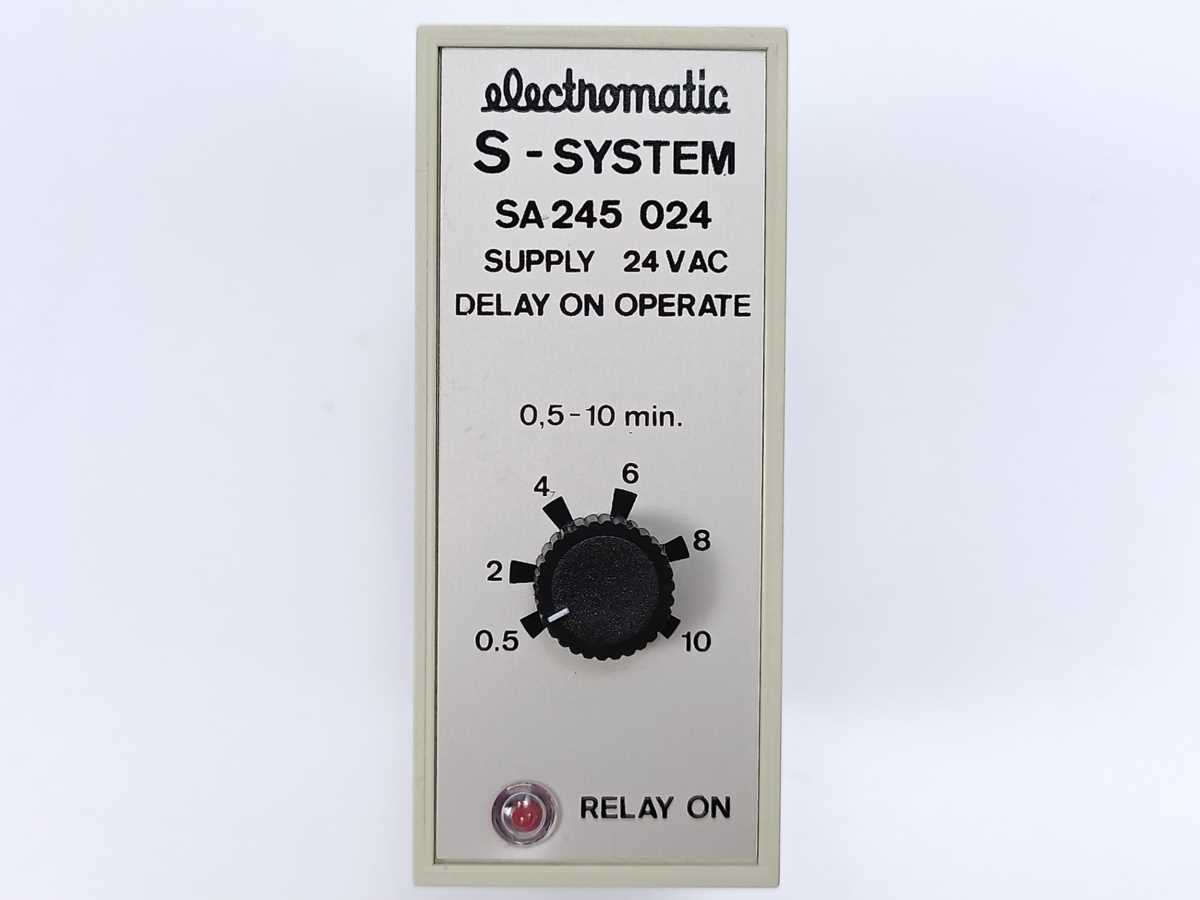 electromatic
S - SYSTEM
SA 245 024
SUPPLY 24 VAC
DELAY ON OPERATE
0,5 - 10 min.
6
4
8
2
0.5
10
RELAY ON